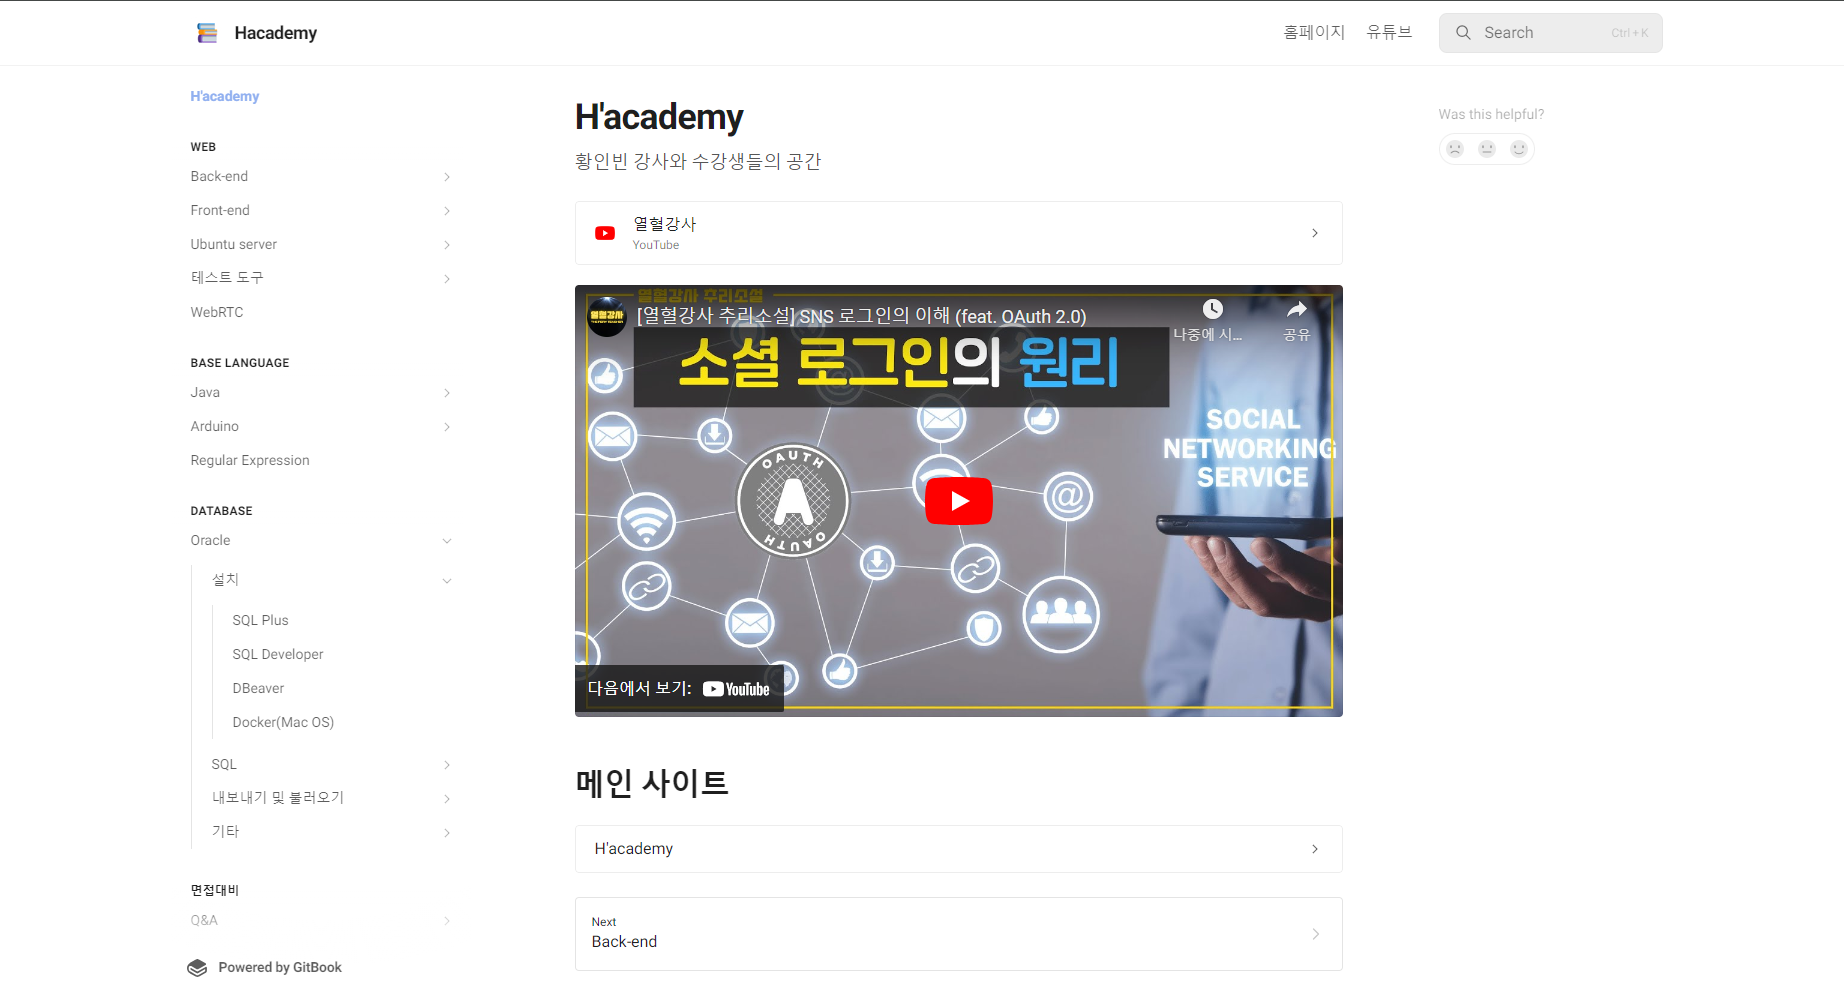 Hacademy
홈페이지
유튜브
Search
Ctrl + K
H'academy
WEB
Back-end
Front-end
Ubuntu server
테스트 도구
WebRTC
BASE LANGUAGE
Java
Arduino
Regular Expression
DATABASE
Oracle
설치
SQL Plus
SQL Developer
DBeaver
Docker(Mac OS)
SQL
내보내기 및 불러오기
기타
면접대비
Q&A
Powered by GitBook
H'academy
황인빈 강사와 수강생들의 공간
열혈강사
YouTube
열혈강사 추리소설
열혈강사
[열혈강사 추리소설] SNS 로그인의 이해 (feat. OAuth 2.0)
나중에 시...
공유
소셜 로그인의 원리
SOCIAL
NETWORKING
SERVICE
OAUTH
A
OAUTH
다음에서 보기: YouTube
메인 사이트
H'academy
Next
Back-end
Was this helpful?